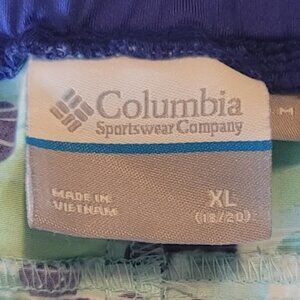 Columbia
Sportswear Company
XL
(18/20)
MADE IN
VIETNAM
M